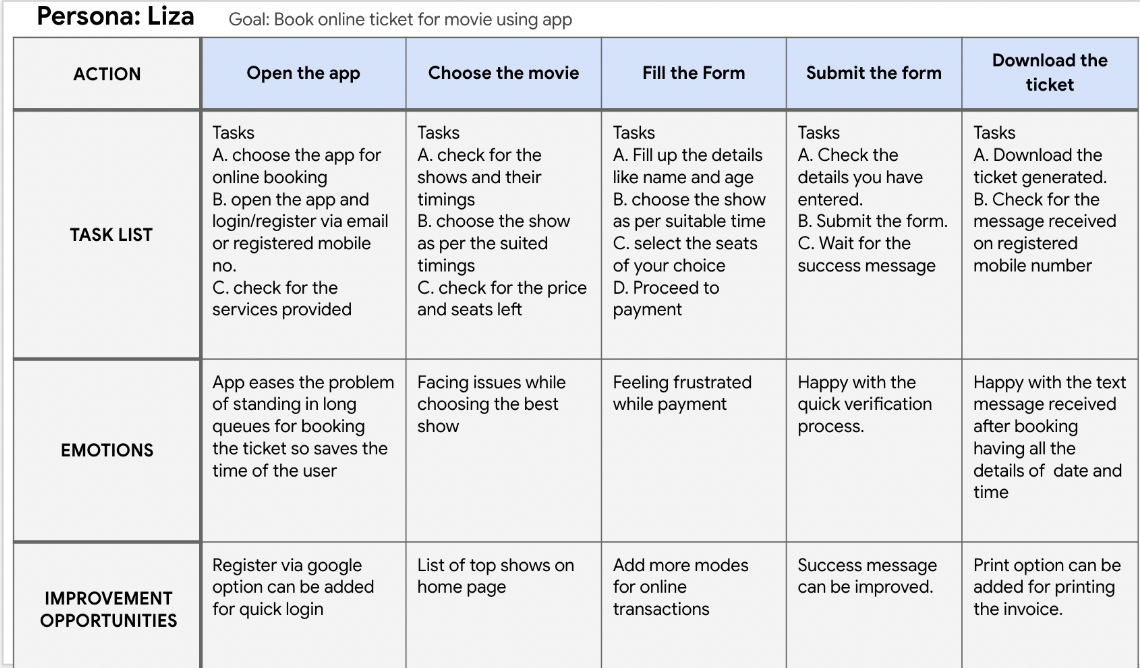 Persona: Liza
Goal: Book online ticket for movie using app
ACTION
Open the app
Choose the movie
Fill the Form
Submit the form
Download the
ticket
TASK LIST
Tasks
A. choose the app for
online booking
B. open the app and
login/register via email
or registered mobile
no.
C. check for the
services provided
Tasks
A. check for the
shows and their
timings
B. choose the show
as per the suited
timings
C. check for the price
and seats left
Tasks
A. Fill up the details
like name and age
B. choose the show
as per suitable time
C. select the seats
of your choice
D. Proceed to
payment
Tasks
A. Check the
details you have
entered.
B. Submit the form.
C. Wait for the
success message
Tasks
A. Download the
ticket generated.
B. Check for the
message received
on registered
mobile number
EMOTIONS
App eases the problem
of standing in long
queues for booking
the ticket so saves the
time of the user
Facing issues while
choosing the best
show
Feeling frustrated
while payment
Happy with the
quick verification
process.
Happy with the text
message received
after booking
having all the
details of  date and
time
IMPROVEMENT
OPPORTUNITIES
Register via google
option can be added
for quick login
List of top shows on
home page
Add more modes
for online
transactions
Success message
can be improved.
Print option can be
added for printing
the invoice.